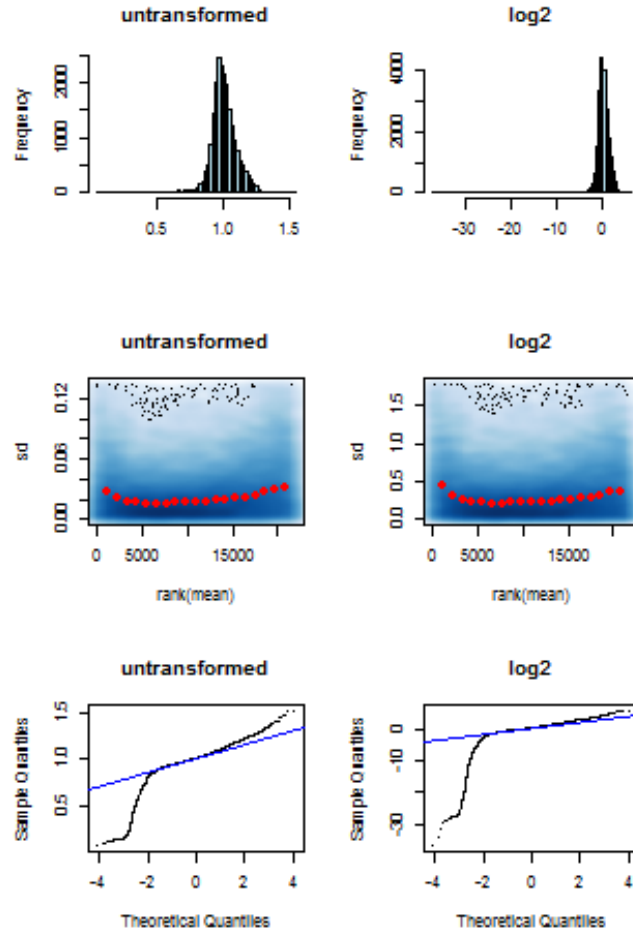 untransformed log2
Frequency
0 1000 2000
0.5 1.0 1.5
Frequency
0 2000 4000
-30 -20 -10 0
untransformed log2
sd
0.00 0.06 0.12
0 5000 15000
rank(mean)
sd
0.0 0.5 1.0 1.5
0 5000 15000
rank(mean)
untransformed log2
Sample Quantiles
0.5 1.0 1.5
-4 -2 0 2 4
Theoretical Quantiles
Sample Quantiles
-30 -10 0
-4 -2 0 2 4
Theoretical Quantiles